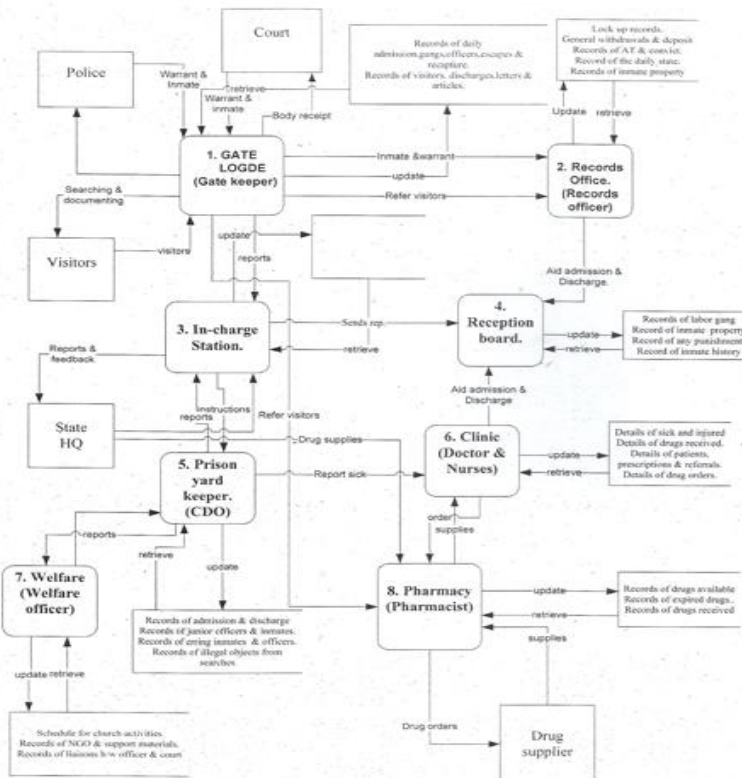 Court
Police
Records of daily
admission,gangs,officers,escapes &
recapture.
Records of visitors, discharges,letters &
articles.
Lock up records.
General withdrawals & deposit
Records of AT & convict.
Record of the daily state.
Records of inmate property
Warrant &
Inmate
retrieve
Warrant &
inmate
Body receipt
Update
retrieve
1. GATE
LOGDE
(Gate keeper)
Inmate &warrant
update
Refer visitors
2. Records
Office.
(Records
officer)
Searching &
documenting
Visitors
visitors
update
reports
Aid admission &
Discharge.
3. In-charge
Station.
Sends rep.
retrieve
4.
Reception
board.
update
retrieve
Records of labor gang
Record of inmate property
Record of any punishment
Record of inmate history
Reports &
feedback
State
HQ
reports
Instructions
Refer visitors
Drug supplies
Aid admission &
Discharge
5. Prison
yard
keeper.
(CDO)
Report sick
6. Clinic
(Doctor &
Nurses)
update
retrieve
Details of sick and injured
Details of drugs received.
Details of patients,
prescriptions & referrals.
Details of drug orders.
reports
retrieve
update
order
supplies
7. Welfare
(Welfare
officer)
8. Pharmacy
(Pharmacist)
update
retrieve
supplies
Records of drugs available
Records of expired drugs..
Records of drugs received
Records of admission & discharge
Records of junior officers & inmates.
Records of erring inmates & officers.
Records of illegal objects from
searches
update
retrieve
Schedule for church activities.
Records of NGO & support materials.
Records of liaisons b/w officer & court
Drug orders
Drug
supplier